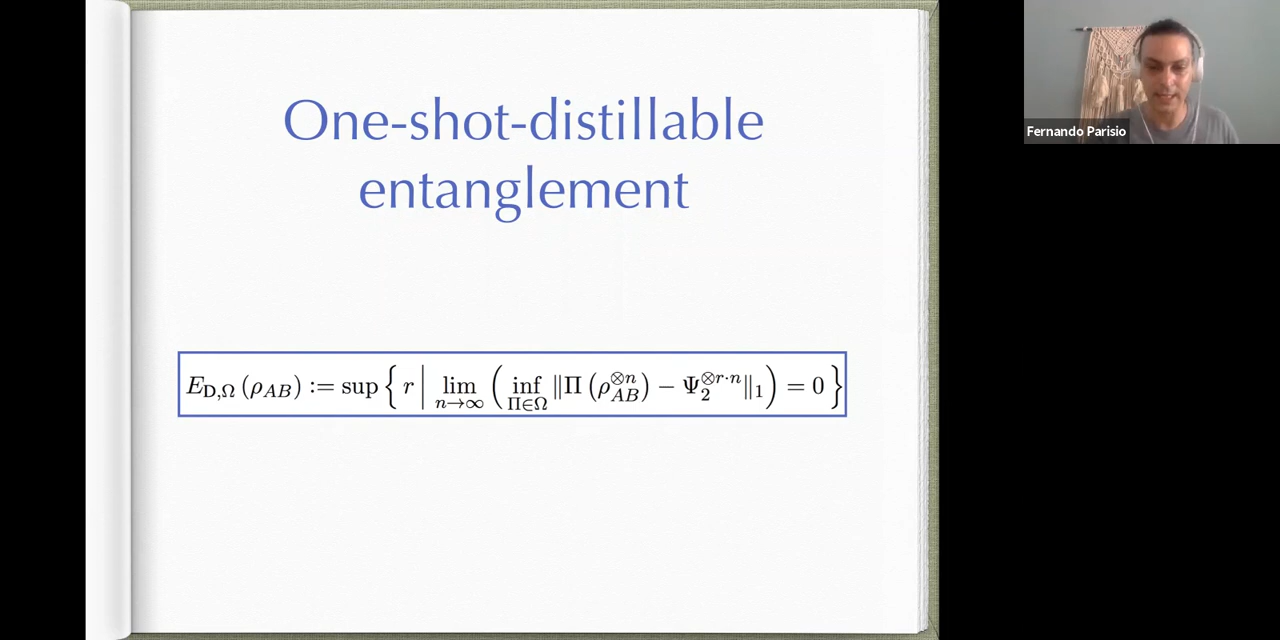 One-shot-distillable
entanglement
E_{D,Ω} (ρ_{AB}) := sup { r | lim_{n→∞} ( inf_{Π∈Ω} ‖Π (ρ_{AB}^{⊗n}) − Ψ_2^{⊗r·n}‖_1 ) = 0 }
Fernando Parisio